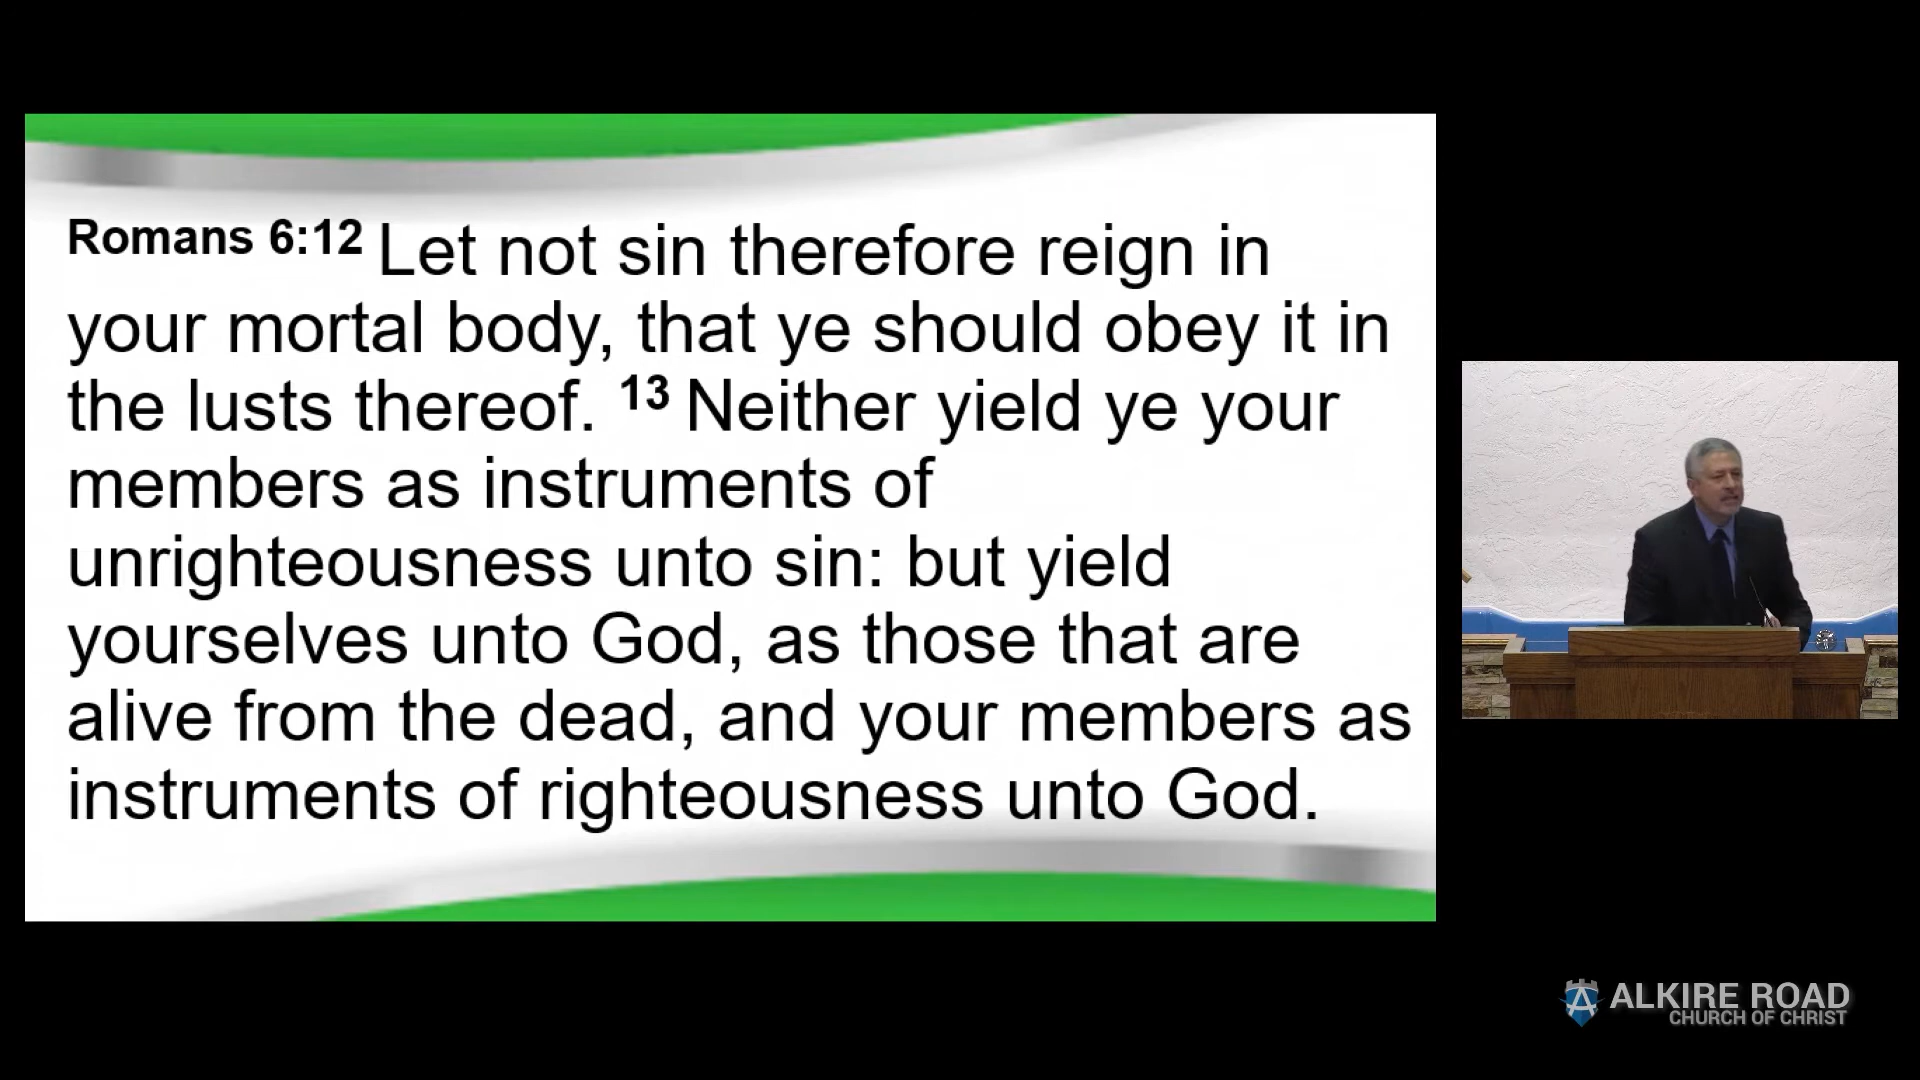 Romans 6:12 Let not sin therefore reign in
your mortal body, that ye should obey it in
the lusts thereof. 13 Neither yield ye your
members as instruments of
unrighteousness unto sin: but yield
yourselves unto God, as those that are
alive from the dead, and your members as
instruments of righteousness unto God.
ALKIRE ROAD
CHURCH OF CHRIST